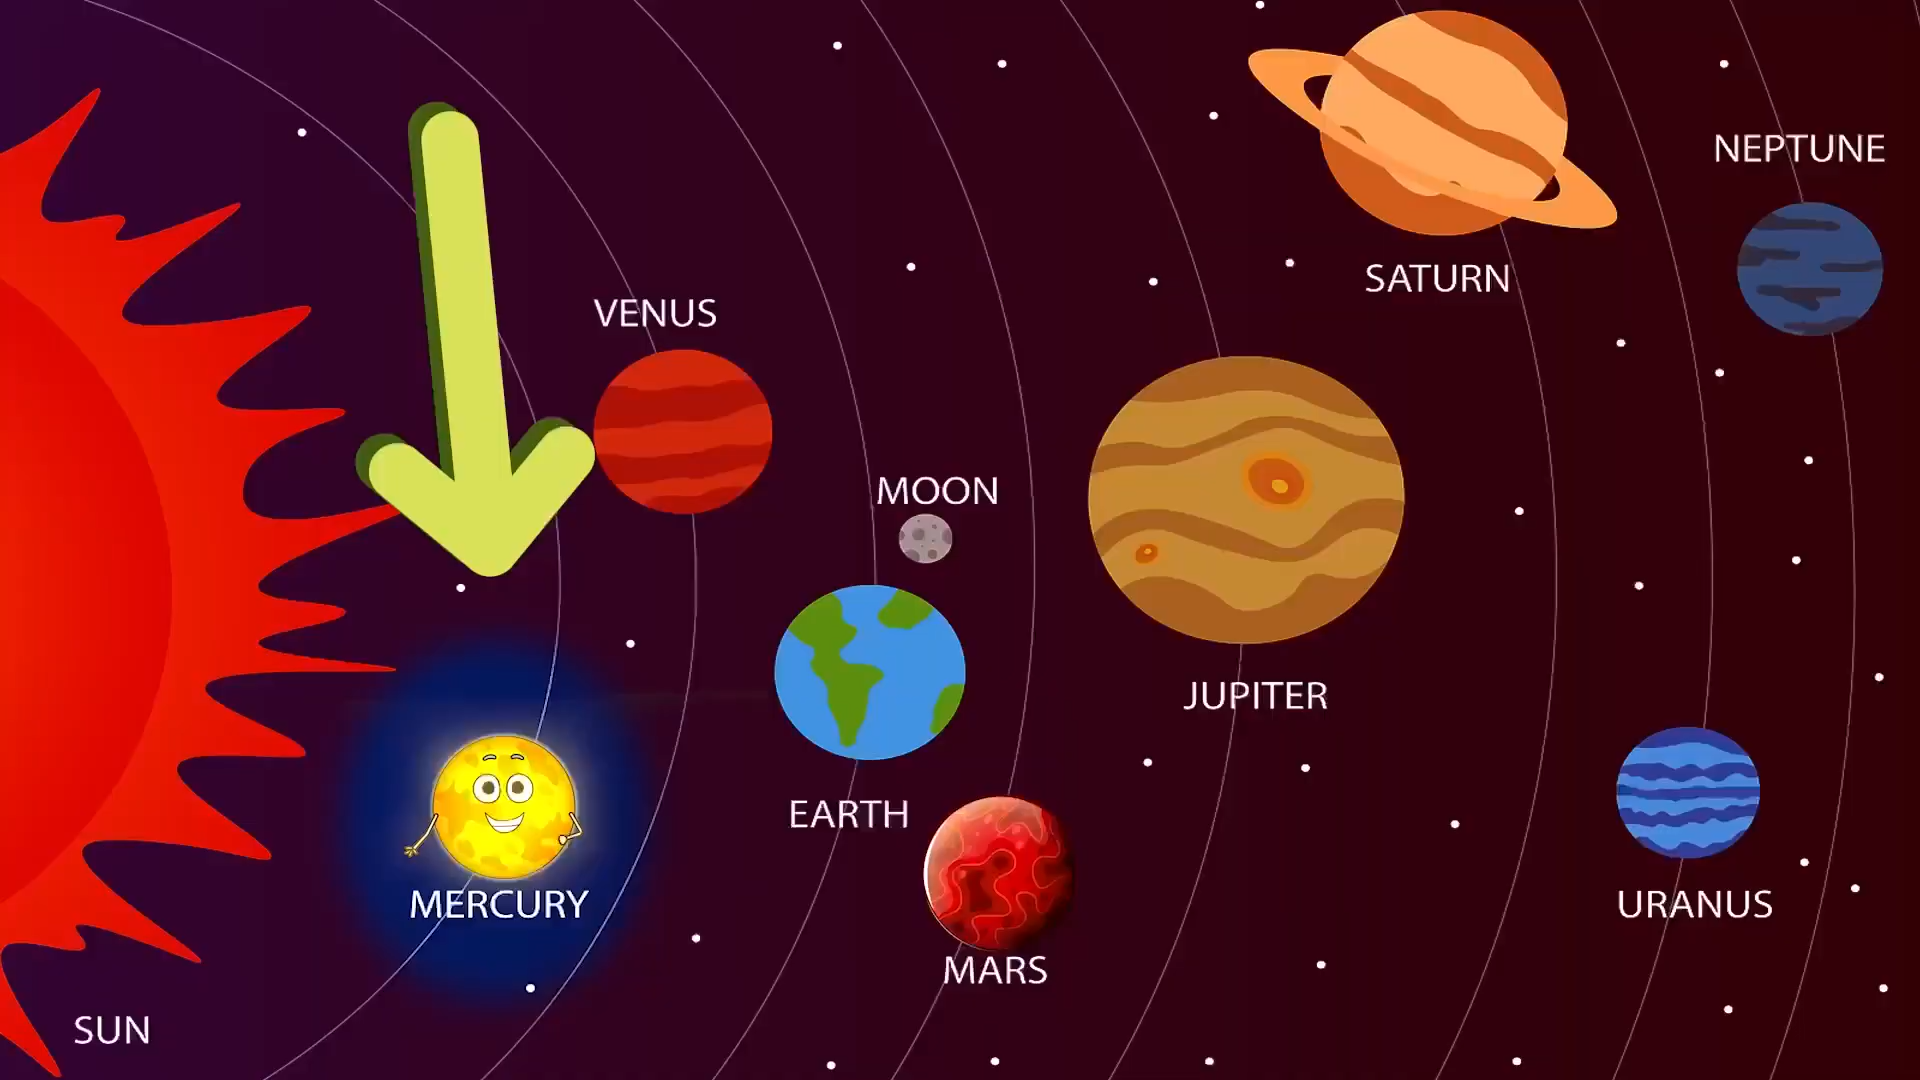 NEPTUNE
SATURN
VENUS
MOON
JUPITER
EARTH
MERCURY
URANUS
MARS
SUN